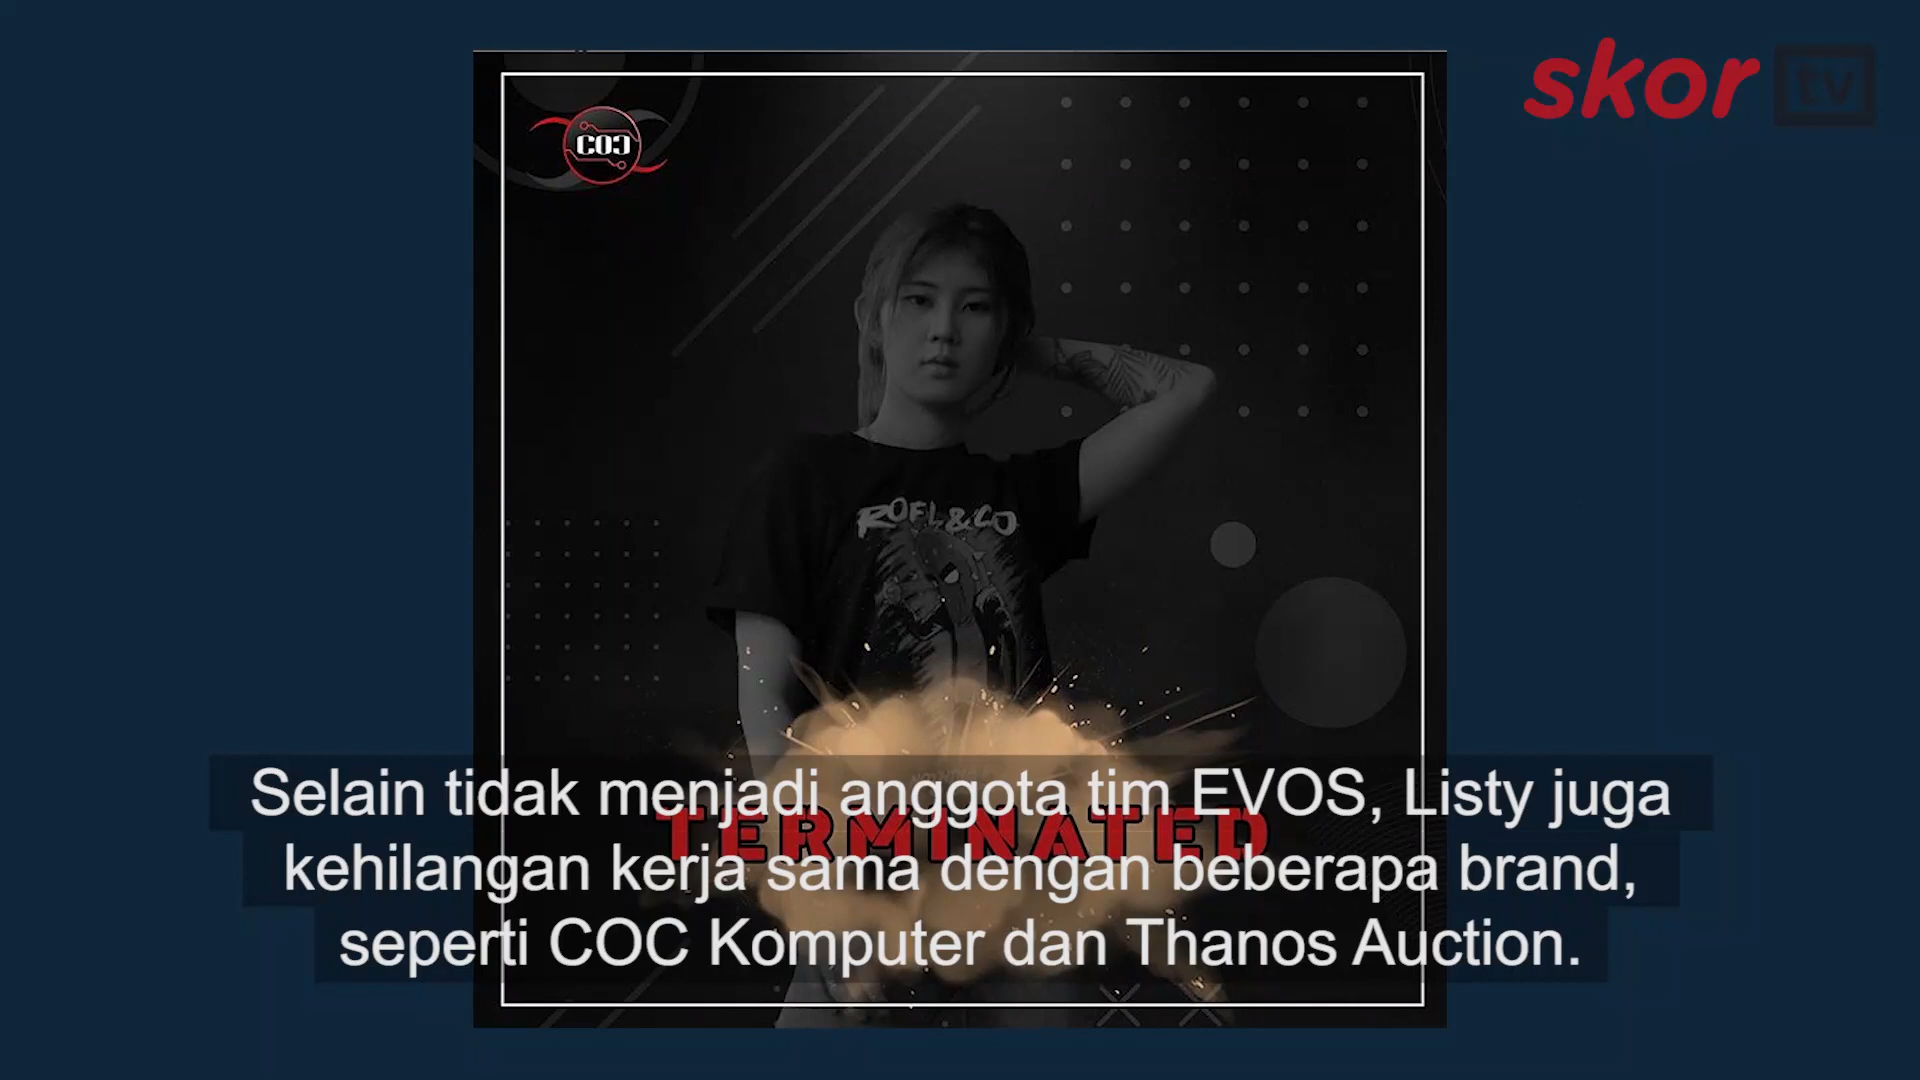 skor tv
COC
ROFL&CO
Selain tidak menjadi anggota tim EVOS, Listy juga
TERMINATED
kehilangan kerja sama dengan beberapa brand,
seperti COC Komputer dan Thanos Auction.